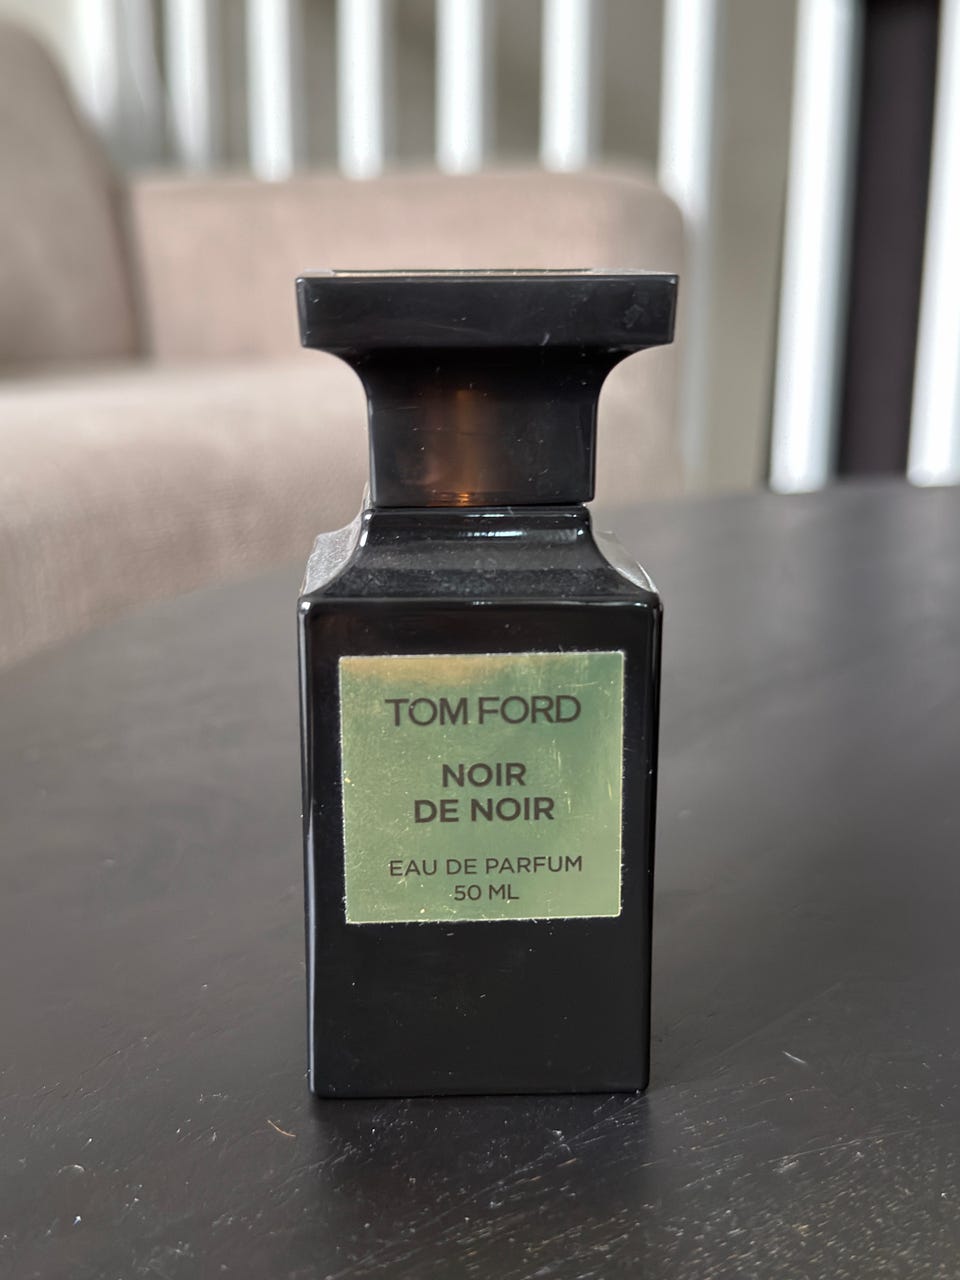 TOM FORD
NOIR
DE NOIR
EAU DE PARFUM
50 ML